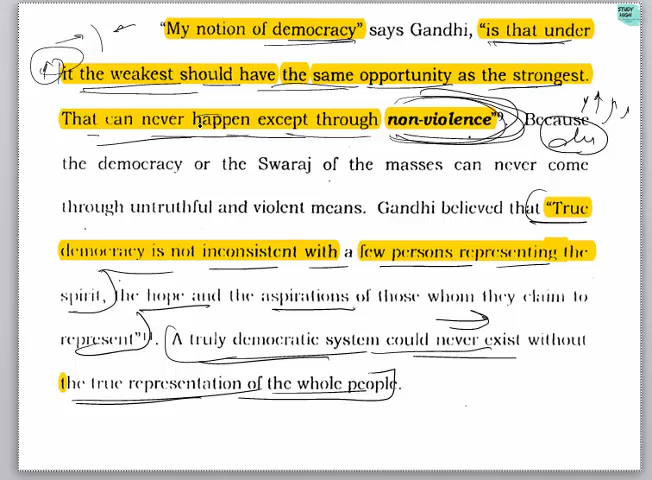 STUDY
HIGH
“My notion of democracy” says Gandhi, “is that under
it the weakest should have the same opportunity as the strongest.
That can never happen except through non-violence”⁹ Because
the democracy or the Swaraj of the masses can never come
through untruthful and violent means. Gandhi believed that “True
democracy is not inconsistent with a few persons representing the
spirit, the hope and the aspirations of those whom they claim to
represent” . A truly democratic system could never exist without
the true representation of the whole people.